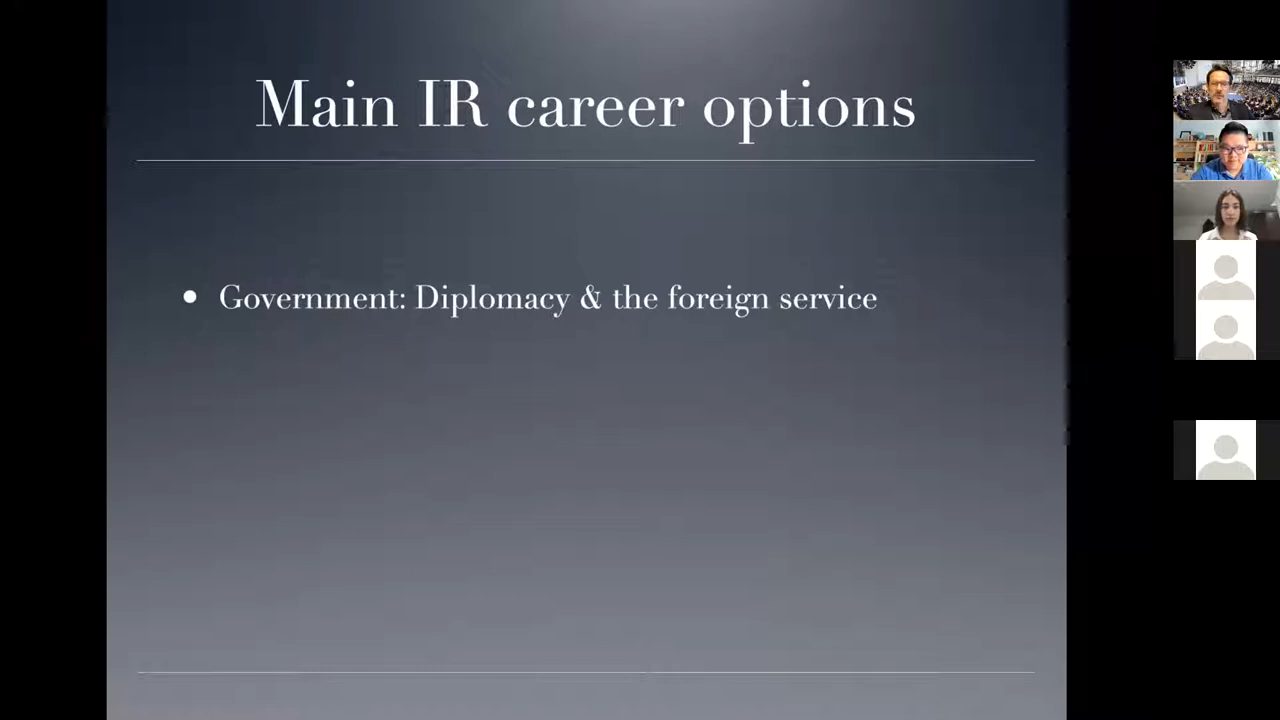 Main IR career options
Government: Diplomacy & the foreign service